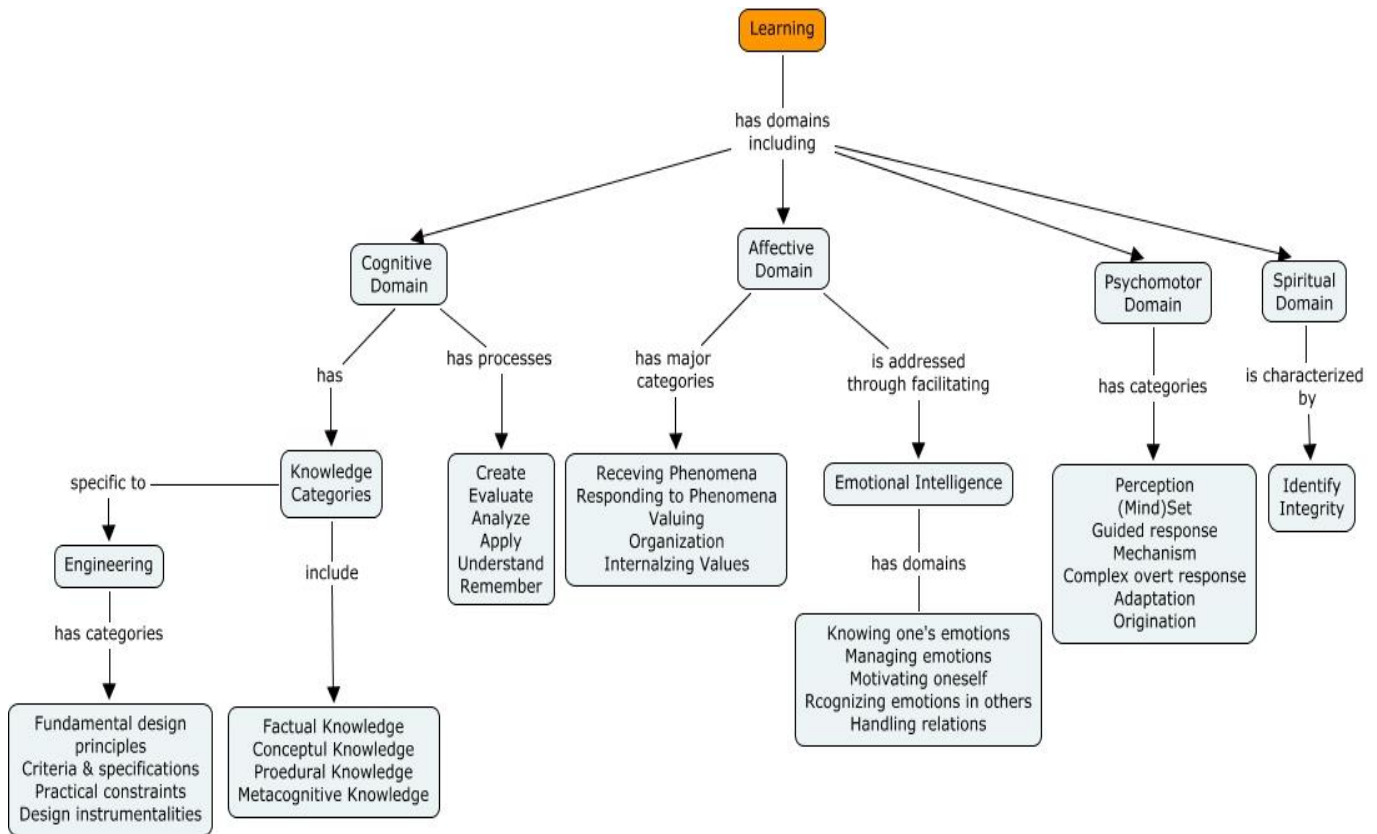 Learning
has domains
including
Cognitive
Domain
Affective
Domain
Psychomotor
Domain
Spiritual
Domain
has
has processes
has major
categories
is addressed
through facilitating
has categories
is characterized
by
specific to
Knowledge
Categories
Create
Evaluate
Analyze
Apply
Understand
Remember
Receving Phenomena
Responding to Phenomena
Valuing
Organization
Internalzing Values
Emotional Intelligence
Perception
(Mind)Set
Guided response
Mechanism
Complex overt response
Adaptation
Origination
Identify
Integrity
Engineering
include
has domains
has categories
Knowing one's emotions
Managing emotions
Motivating oneself
Rcognizing emotions in others
Handling relations
Fundamental design
principles
Criteria & specifications
Practical constraints
Design instrumentalities
Factual Knowledge
Conceptul Knowledge
Proedural Knowledge
Metacognitive Knowledge